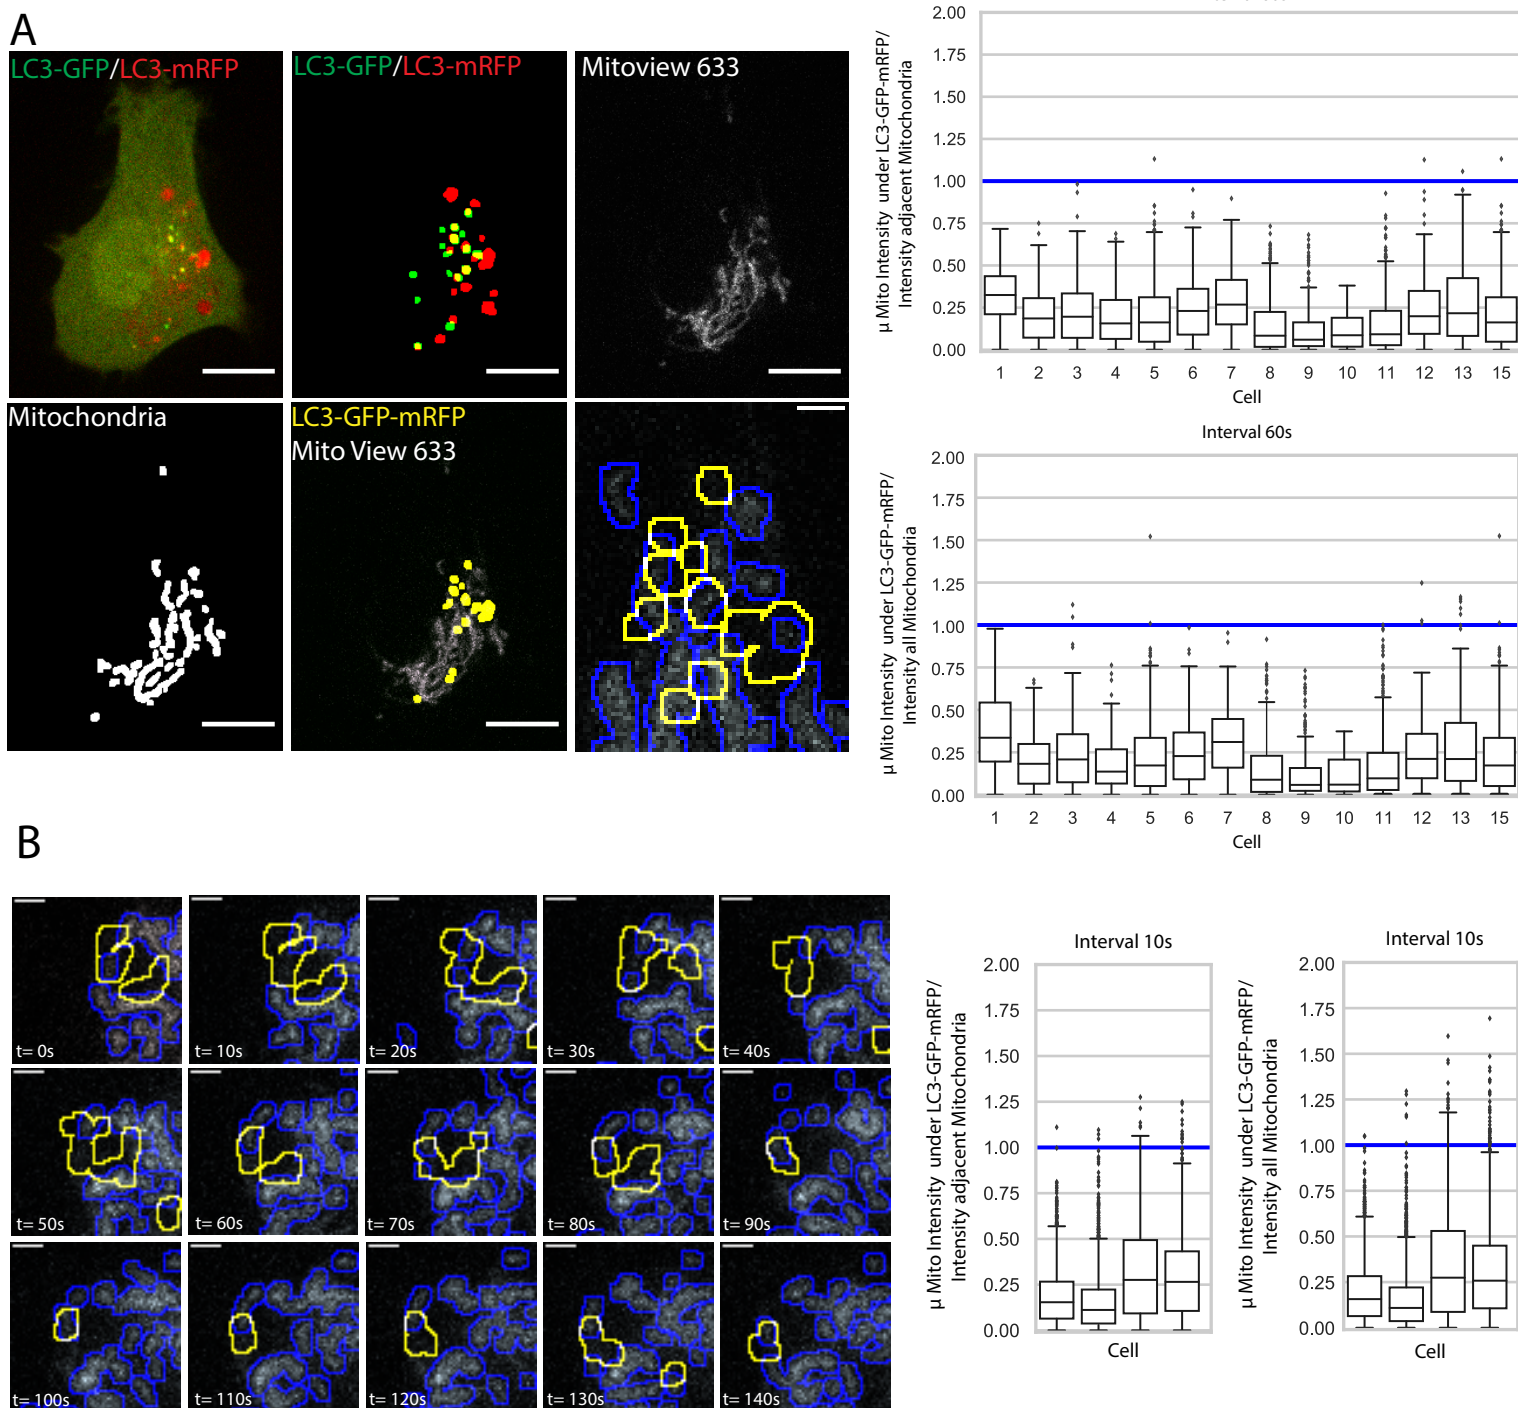 A
LC3-GFP/LC3-mRFP
LC3-GFP/LC3-mRFP
Mitoview 633
Mitochondria
LC3-GFP-mRFP
Mito View 633
µ Mito Intensity under LC3-GFP-mRFP/
Intensity adjacent Mitochondria
2.00
1.75
1.50
1.25
1.00
0.75
0.50
0.25
0.00
1 2 3 4 5 6 7 8 9 10 11 12 13 15
Cell
Interval 60s
µ Mito Intensity under LC3-GFP-mRFP/
Intensity all Mitochondria
2.00
1.75
1.50
1.25
1.00
0.75
0.50
0.25
0.00
1 2 3 4 5 6 7 8 9 10 11 12 13 15
Cell
B
t= 0s
t= 10s
t= 20s
t= 30s
t= 40s
t= 50s
t= 60s
t= 70s
t= 80s
t= 90s
t= 100s
t= 110s
t= 120s
t= 130s
t= 140s
Interval 10s
µ Mito Intensity under LC3-GFP-mRFP/
Intensity adjacent Mitochondria
2.00
1.75
1.50
1.25
1.00
0.75
0.50
0.25
0.00
Cell
Interval 10s
µ Mito Intensity under LC3-GFP-mRFP/
Intensity all Mitochondria
2.00
1.75
1.50
1.25
1.00
0.75
0.50
0.25
0.00
Cell